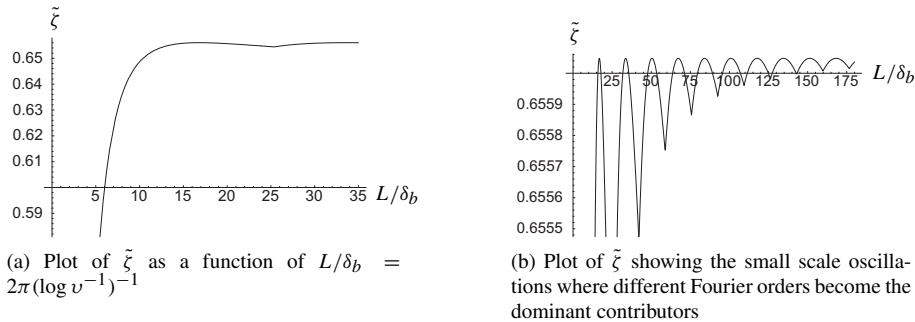 ζ̃
0.65
0.64
0.63
0.62
0.61
0.59
5 10 15 20 25 30 35 L/δ_b
(a) Plot of ζ̃ as a function of L/δ_b =
2π(log υ⁻¹)⁻¹
ζ̃
25 50 75 100 125 150 175 L/δ_b
0.6559
0.6558
0.6557
0.6556
0.6555
(b) Plot of ζ̃ showing the small scale oscilla-
tions where different Fourier orders become the
dominant contributors